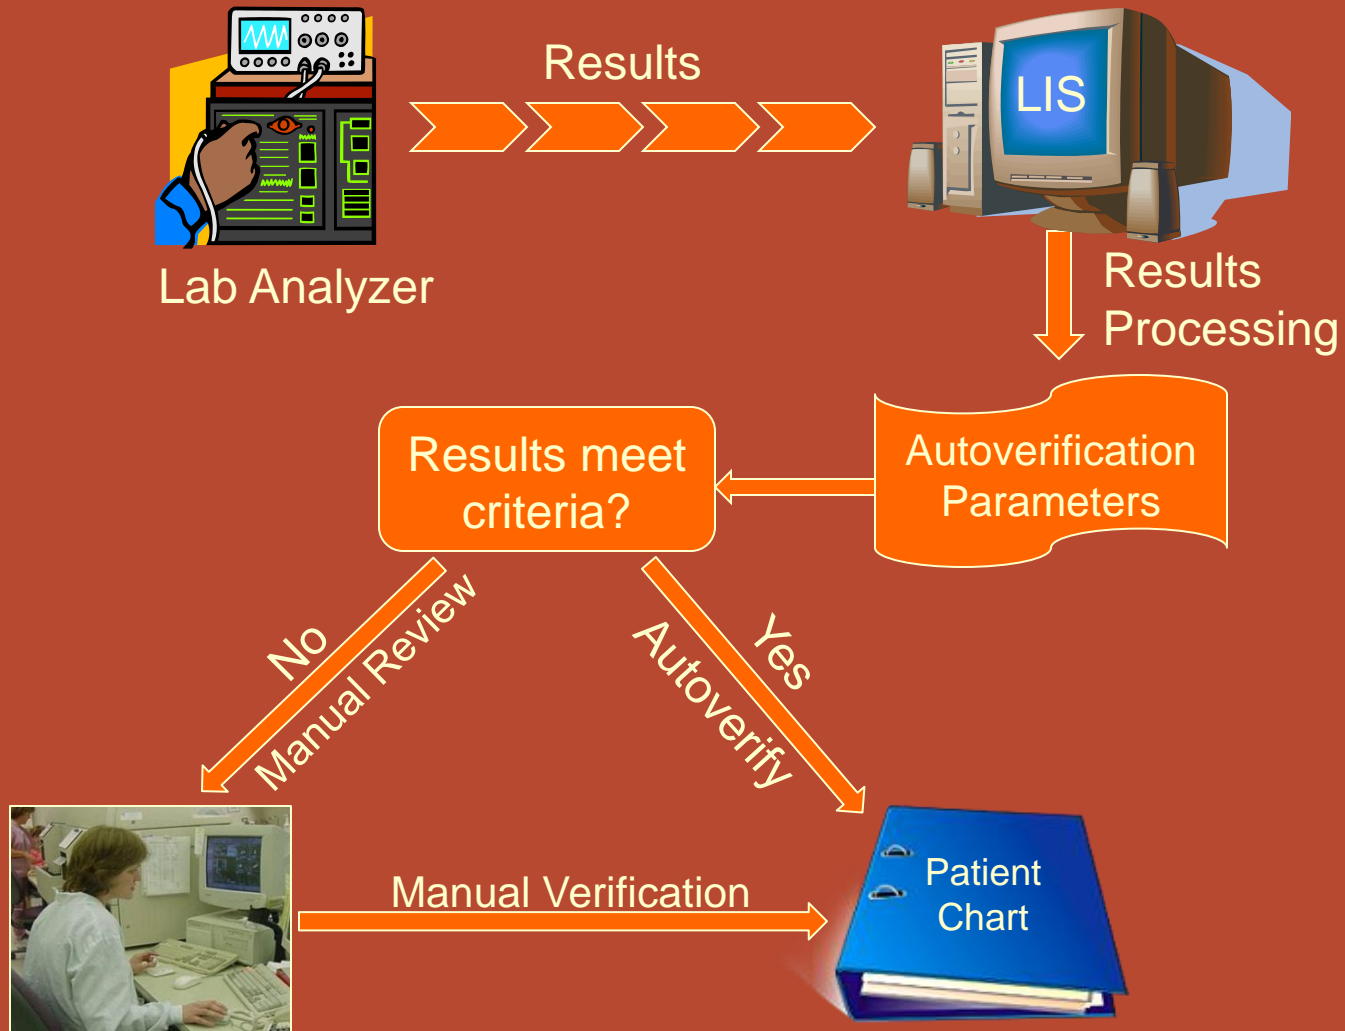 Results
LIS
Lab Analyzer
Results
Processing
Autoverification
Parameters
Results meet
criteria?
No
Manual Review
Yes
Autoverify
Manual Verification
Patient
Chart